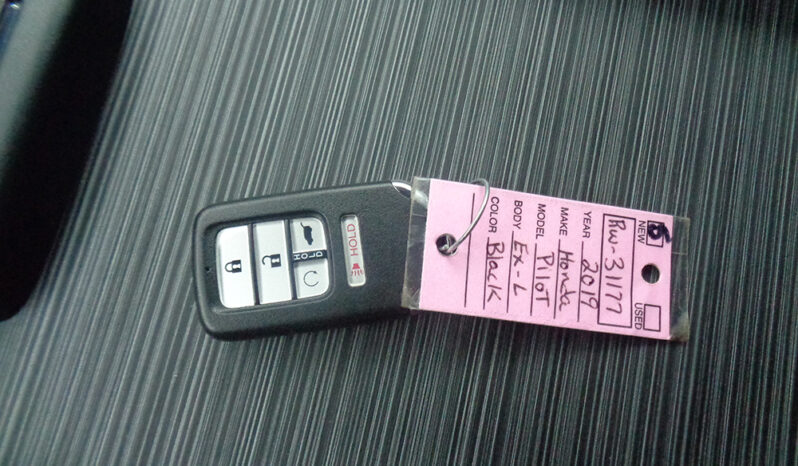 NEW USED
RW-31177
YEAR 2019
MAKE Honda
MODEL PiloT
BODY Ex-L
COLOR Black
HOLD
HOLD